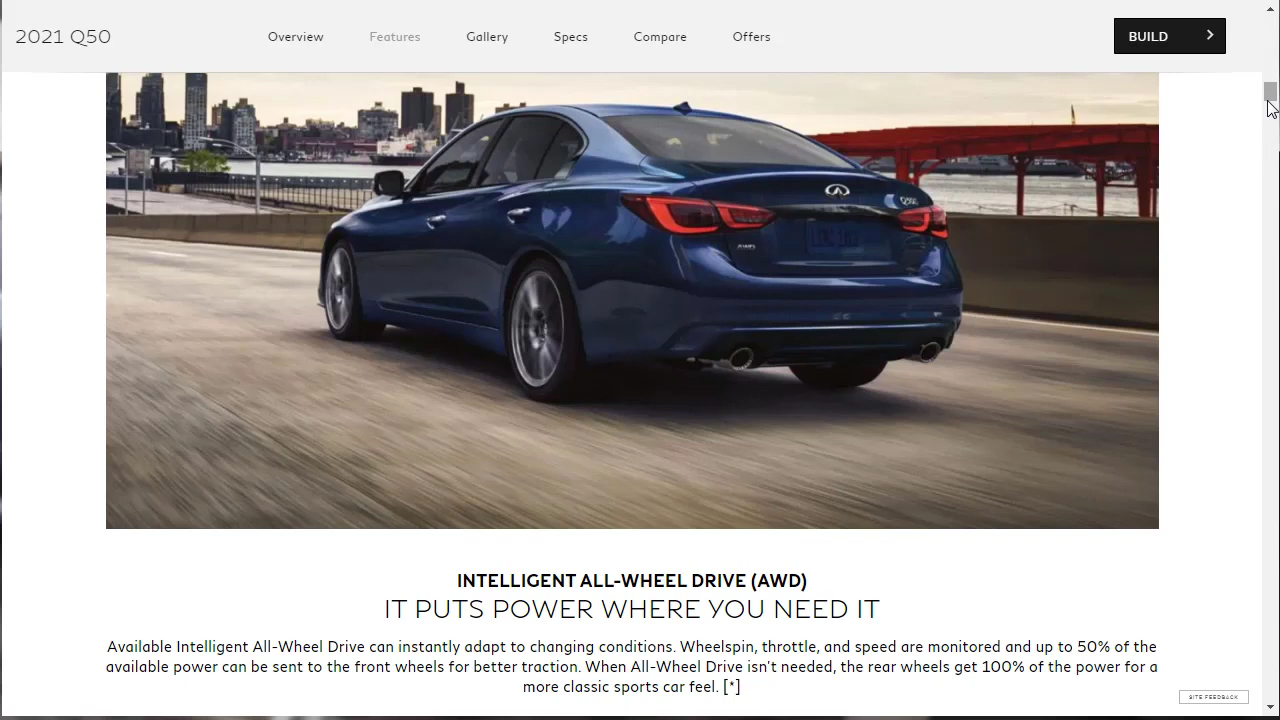 2021 Q50
Overview
Features
Gallery
Specs
Compare
Offers
BUILD
AWD
INTELLIGENT ALL-WHEEL DRIVE (AWD)
IT PUTS POWER WHERE YOU NEED IT
Available Intelligent All-Wheel Drive can instantly adapt to changing conditions. Wheelspin, throttle, and speed are monitored and up to 50% of the
available power can be sent to the front wheels for better traction. When All-Wheel Drive isn't needed, the rear wheels get 100% of the power for a
more classic sports car feel. [*]
SITE FEEDBACK